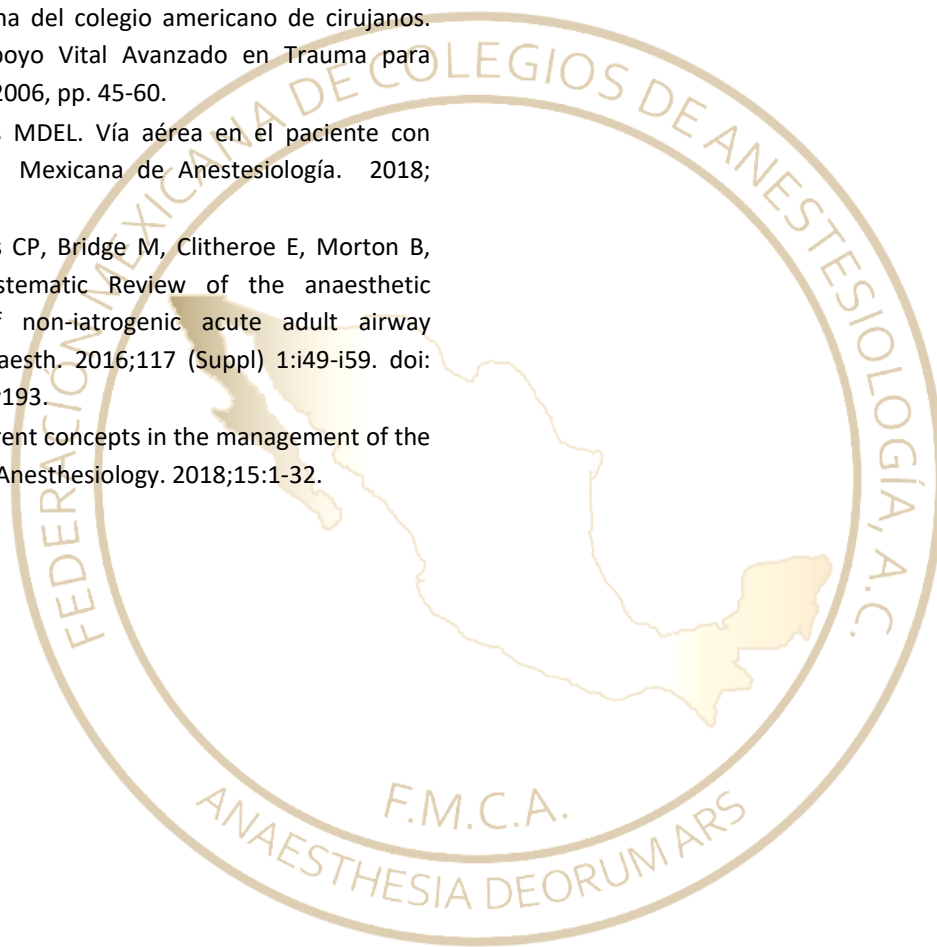 na del colegio americano de cirujanos.
poyo Vital Avanzado en Trauma para
2006, pp. 45-60.
s MDEL. Vía aérea en el paciente con
Mexicana de Anestesiología. 2018;
s CP, Bridge M, Clitheroe E, Morton B,
stematic Review of the anaesthetic
f non-iatrogenic acute adult airway
aesth. 2016;117 (Suppl) 1:i49-i59. doi:
193.
rent concepts in the management of the
Anesthesiology. 2018;15:1-32.
FEDERACIÓN MEXICANA DE COLEGIOS DE ANESTESIOLOGÍA, A.C.
F.M.C.A.
ANAESTHESIA DEORUM ARS